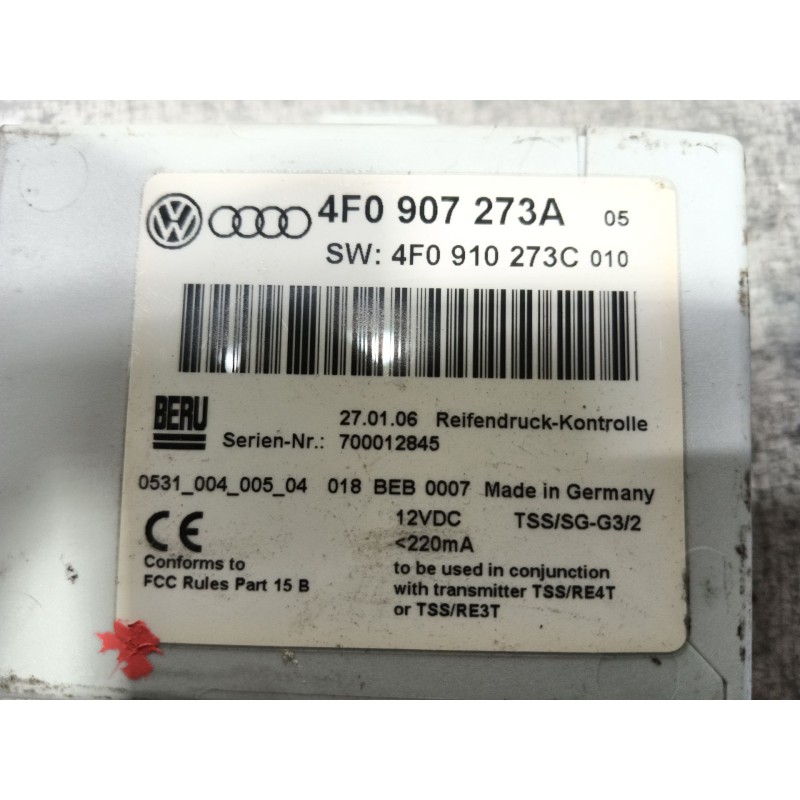 4F0 907 273A 05
SW: 4F0 910 273C 010
BERU
27.01.06 Reifendruck-Kontrolle
Serien-Nr.: 700012845
0531_004_005_04 018 BEB 0007 Made in Germany
CE 12VDC TSS/SG-G3/2
<220mA
Conforms to
FCC Rules Part 15 B
to be used in conjunction
with transmitter TSS/RE4T
or TSS/RE3T